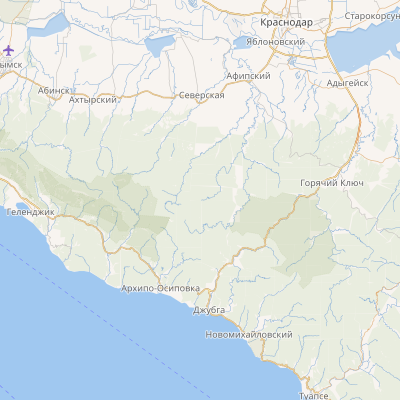 Краснодар
Старокорсун
Яблоновский
ымск
Афипский
Абинск
Адыгейск
Ахтырский
Северская
Горячий Ключ
Геленджик
Архипо-Осиповка
Джубга
Новомихайловский
Туапсе